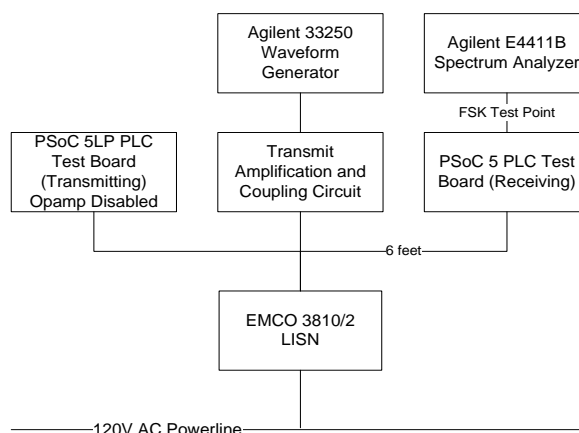 Agilent 33250
Waveform
Generator
Agilent E4411B
Spectrum Analyzer
FSK Test Point
PSoC 5LP PLC
Test Board
(Transmitting)
Opamp Disabled
Transmit
Amplification and
Coupling Circuit
PSoC 5 PLC Test
Board (Receiving)
6 feet
EMCO 3810/2
LISN
120V AC Powerline